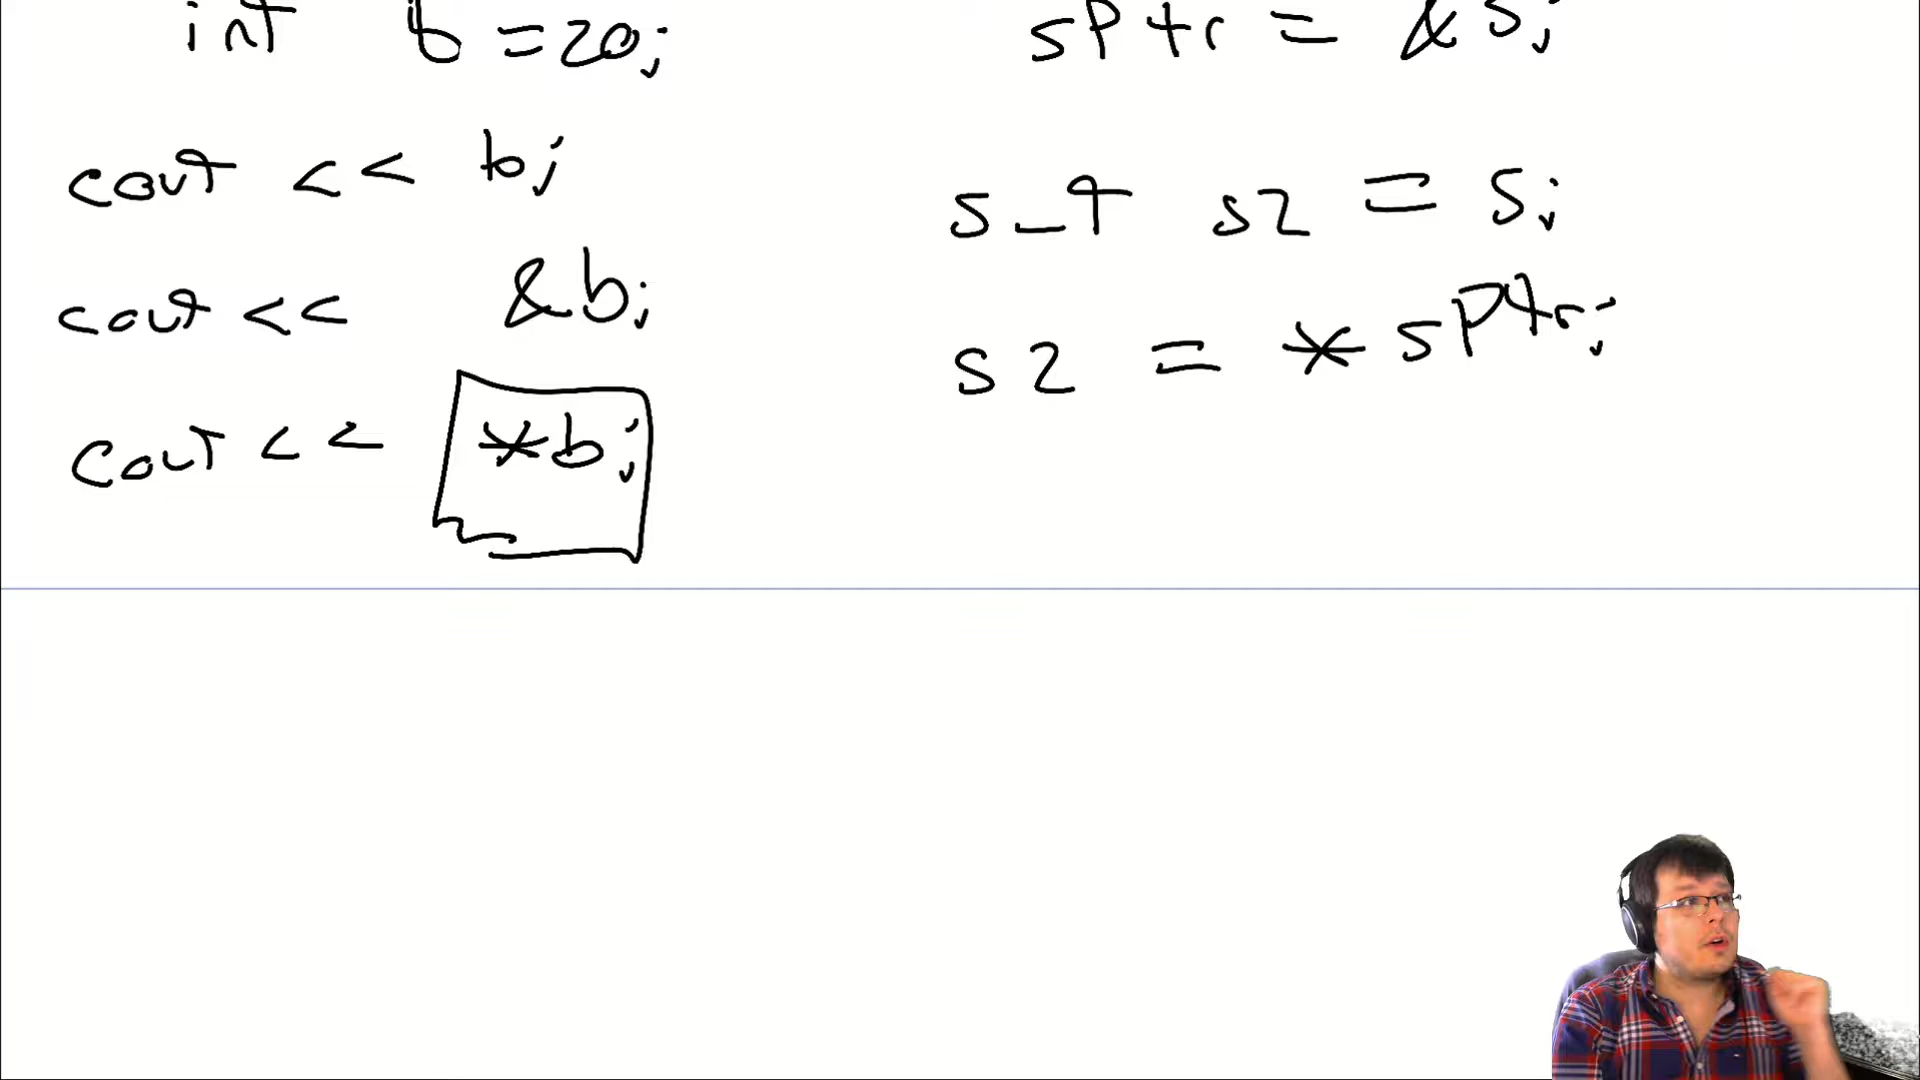 int b = 20;
cout << b;
cout << &b;
cout << *b;
sPtr = &s;
s_t s2 = s;
s2 = *sPtr;